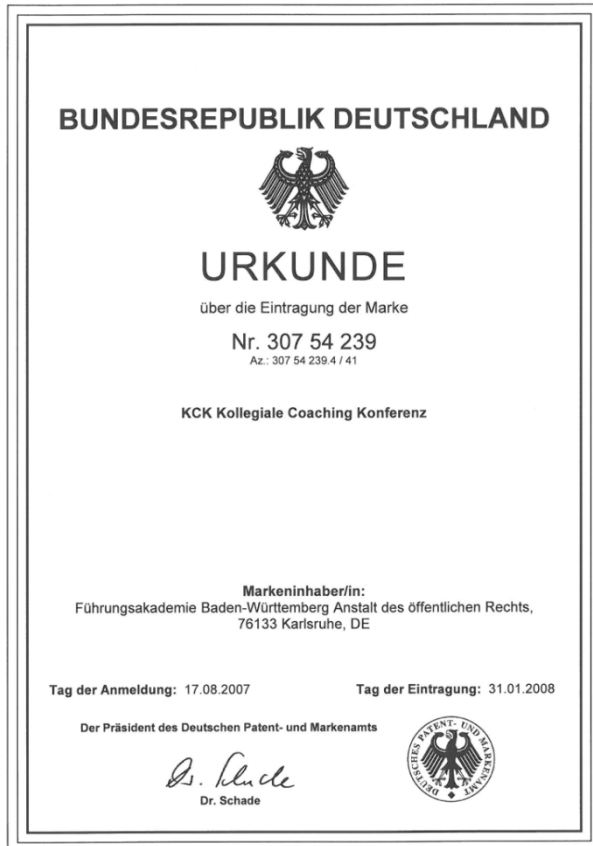 BUNDESREPUBLIK DEUTSCHLAND
URKUNDE
über die Eintragung der Marke
Nr. 307 54 239
Az.: 307 54 239.4 / 41
KCK Kollegiale Coaching Konferenz
Markeninhaber/in:
Führungsakademie Baden-Württemberg Anstalt des öffentlichen Rechts,
76133 Karlsruhe, DE
Tag der Anmeldung: 17.08.2007
Tag der Eintragung: 31.01.2008
Der Präsident des Deutschen Patent- und Markenamts
Dr. Schade
Dr. Schade
DEUTSCHES PATENT- UND MARKENAMT